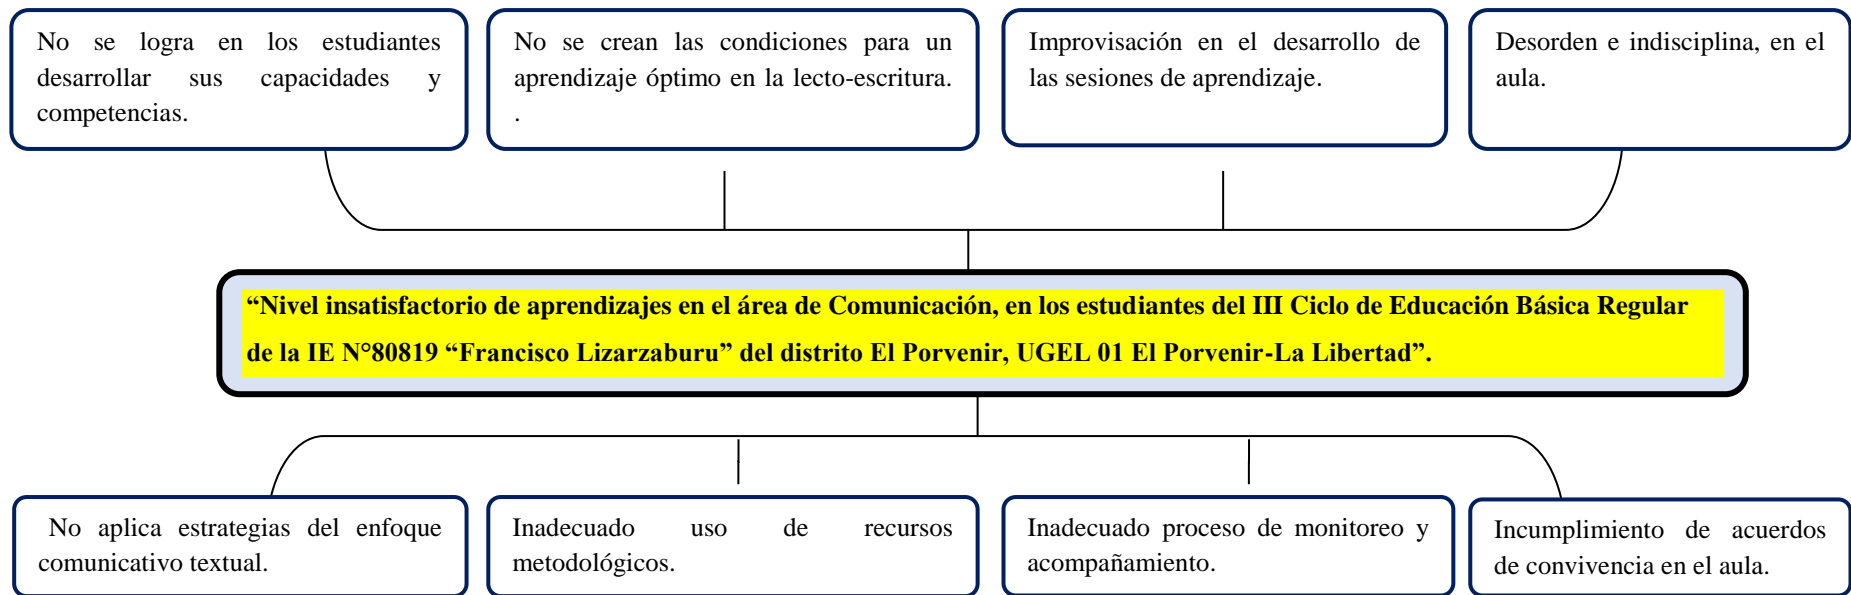 No se logra en los estudiantes
desarrollar sus capacidades y
competencias.
No se crean las condiciones para un
aprendizaje óptimo en la lecto-escritura.
.
Improvisación en el desarrollo de
las sesiones de aprendizaje.
Desorden e indisciplina, en el
aula.
“Nivel insatisfactorio de aprendizajes en el área de Comunicación, en los estudiantes del III Ciclo de Educación Básica Regular
de la IE N°80819 “Francisco Lizarzaburu” del distrito El Porvenir, UGEL 01 El Porvenir-La Libertad”.
No aplica estrategias del enfoque
comunicativo textual.
Inadecuado uso de recursos
metodológicos.
Inadecuado proceso de monitoreo y
acompañamiento.
Incumplimiento de acuerdos
de convivencia en el aula.